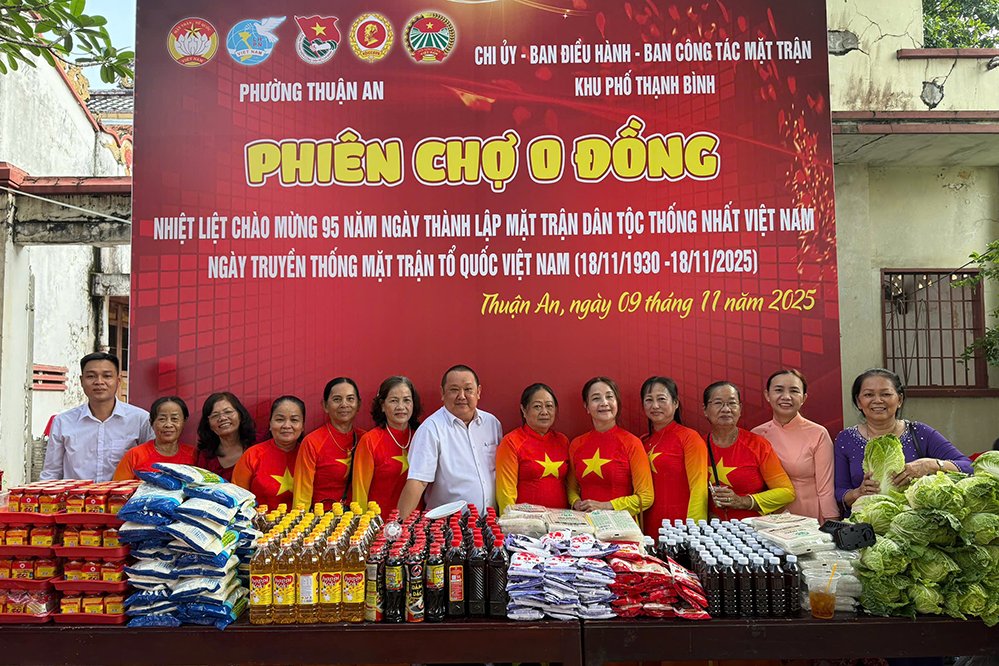 PHƯỜNG THUẬN AN
CHI ỦY - BAN ĐIỀU HÀNH - BAN CÔNG TÁC MẶT TRẬN
KHU PHỐ THẠNH BÌNH
PHIÊN CHỢ 0 ĐỒNG
NHIỆT LIỆT CHÀO MỪNG 95 NĂM NGÀY THÀNH LẬP MẶT TRẬN DÂN TỘC THỐNG NHẤT VIỆT NAM
NGÀY TRUYỀN THỐNG MẶT TRẬN TỔ QUỐC VIỆT NAM (18/11/1930 -18/11/2025)
Thuận An, ngày 09 tháng 11 năm 2025